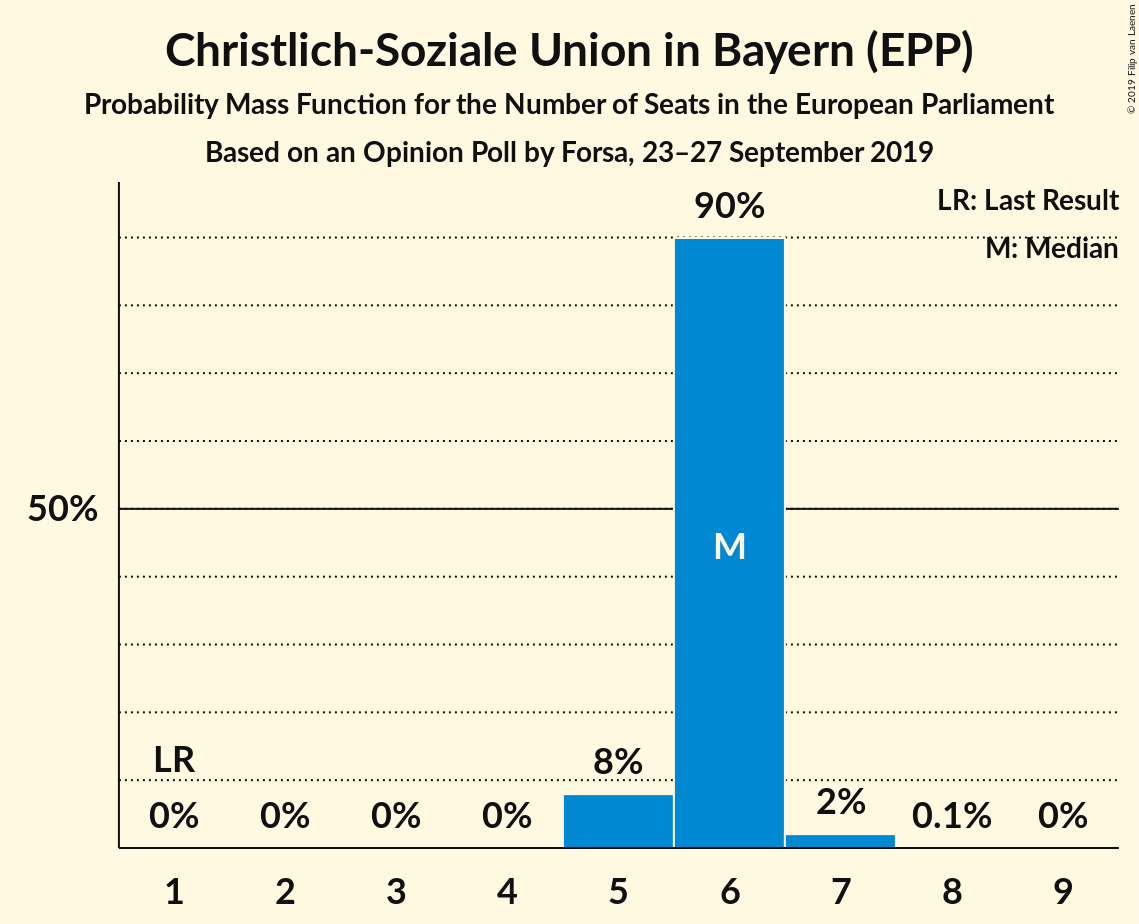 Christlich-Soziale Union in Bayern (EPP)
Probability Mass Function for the Number of Seats in the European Parliament
Based on an Opinion Poll by Forsa, 23–27 September 2019
© 2019 Filip van Laenen
LR: Last Result
M: Median
90%
50%
M
LR
0%
0%
0%
0%
8%
2%
0.1%
0%
1 2 3 4 5 6 7 8 9